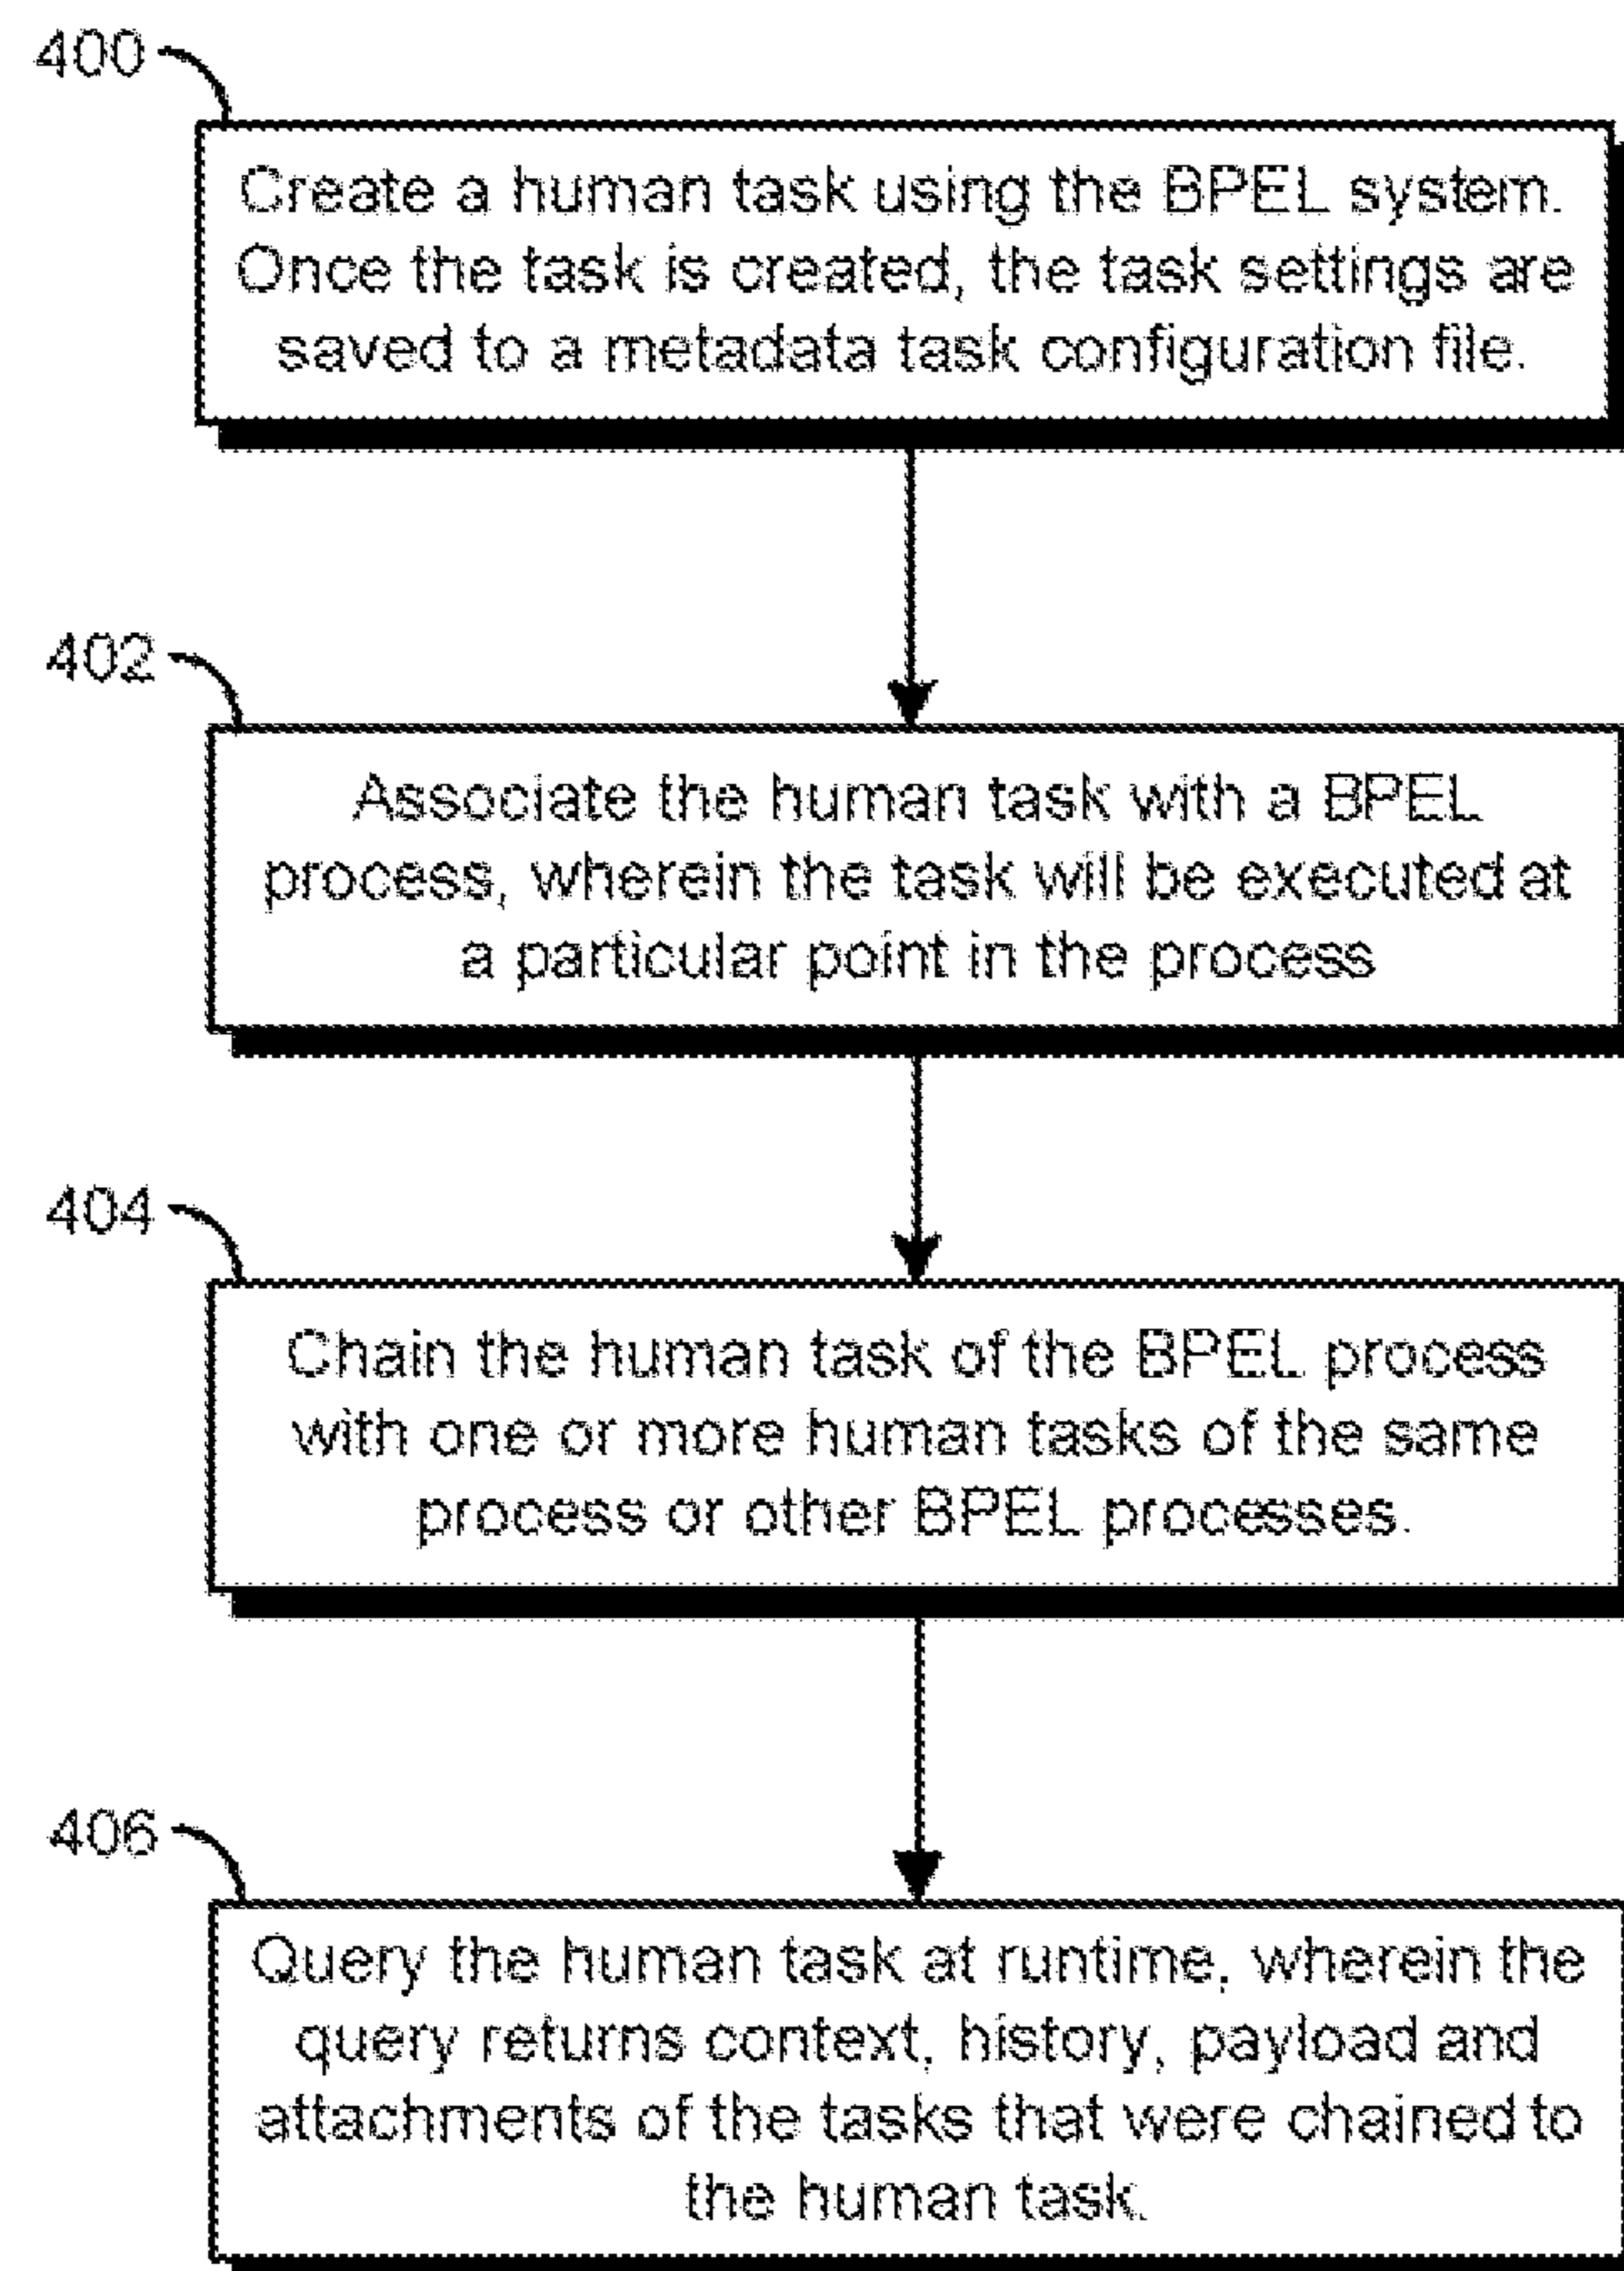 400
Create a human task using the BPEL system.
Once the task is created, the task settings are
saved to a metadata task configuration file.
402
Associate the human task with a BPEL
process, wherein the task will be executed at
a particular point in the process
404
Chain the human task of the BPEL process
with one or more human tasks of the same
process or other BPEL processes.
406
Query the human task at runtime, wherein the
query returns context, history, payload and
attachments of the tasks that were chained to
the human task.